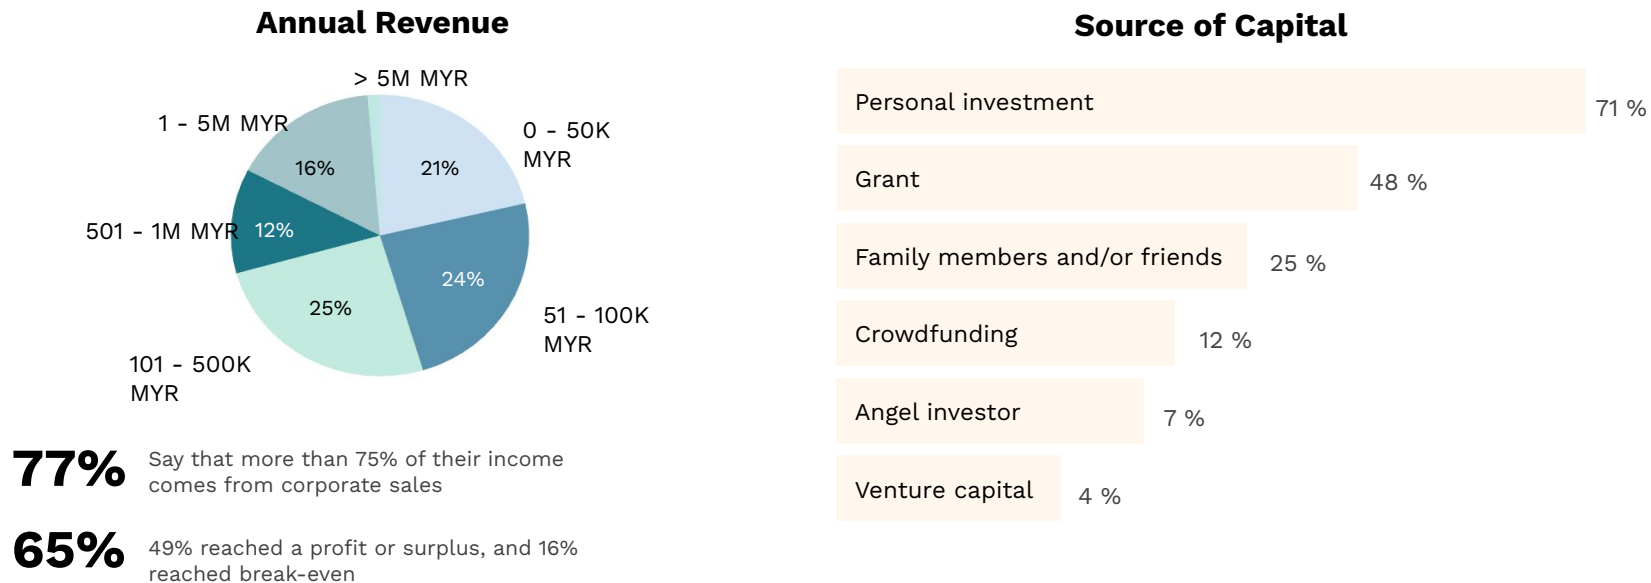 Annual Revenue
> 5M MYR
1 - 5M MYR
0 - 50K
MYR
16%
21%
501 - 1M MYR
12%
24%
25%
51 - 100K
MYR
101 - 500K
MYR
77%
Say that more than 75% of their income
comes from corporate sales
65%
49% reached a profit or surplus, and 16%
reached break-even
Source of Capital
Personal investment
71 %
Grant
48 %
Family members and/or friends
25 %
Crowdfunding
12 %
Angel investor
7 %
Venture capital
4 %